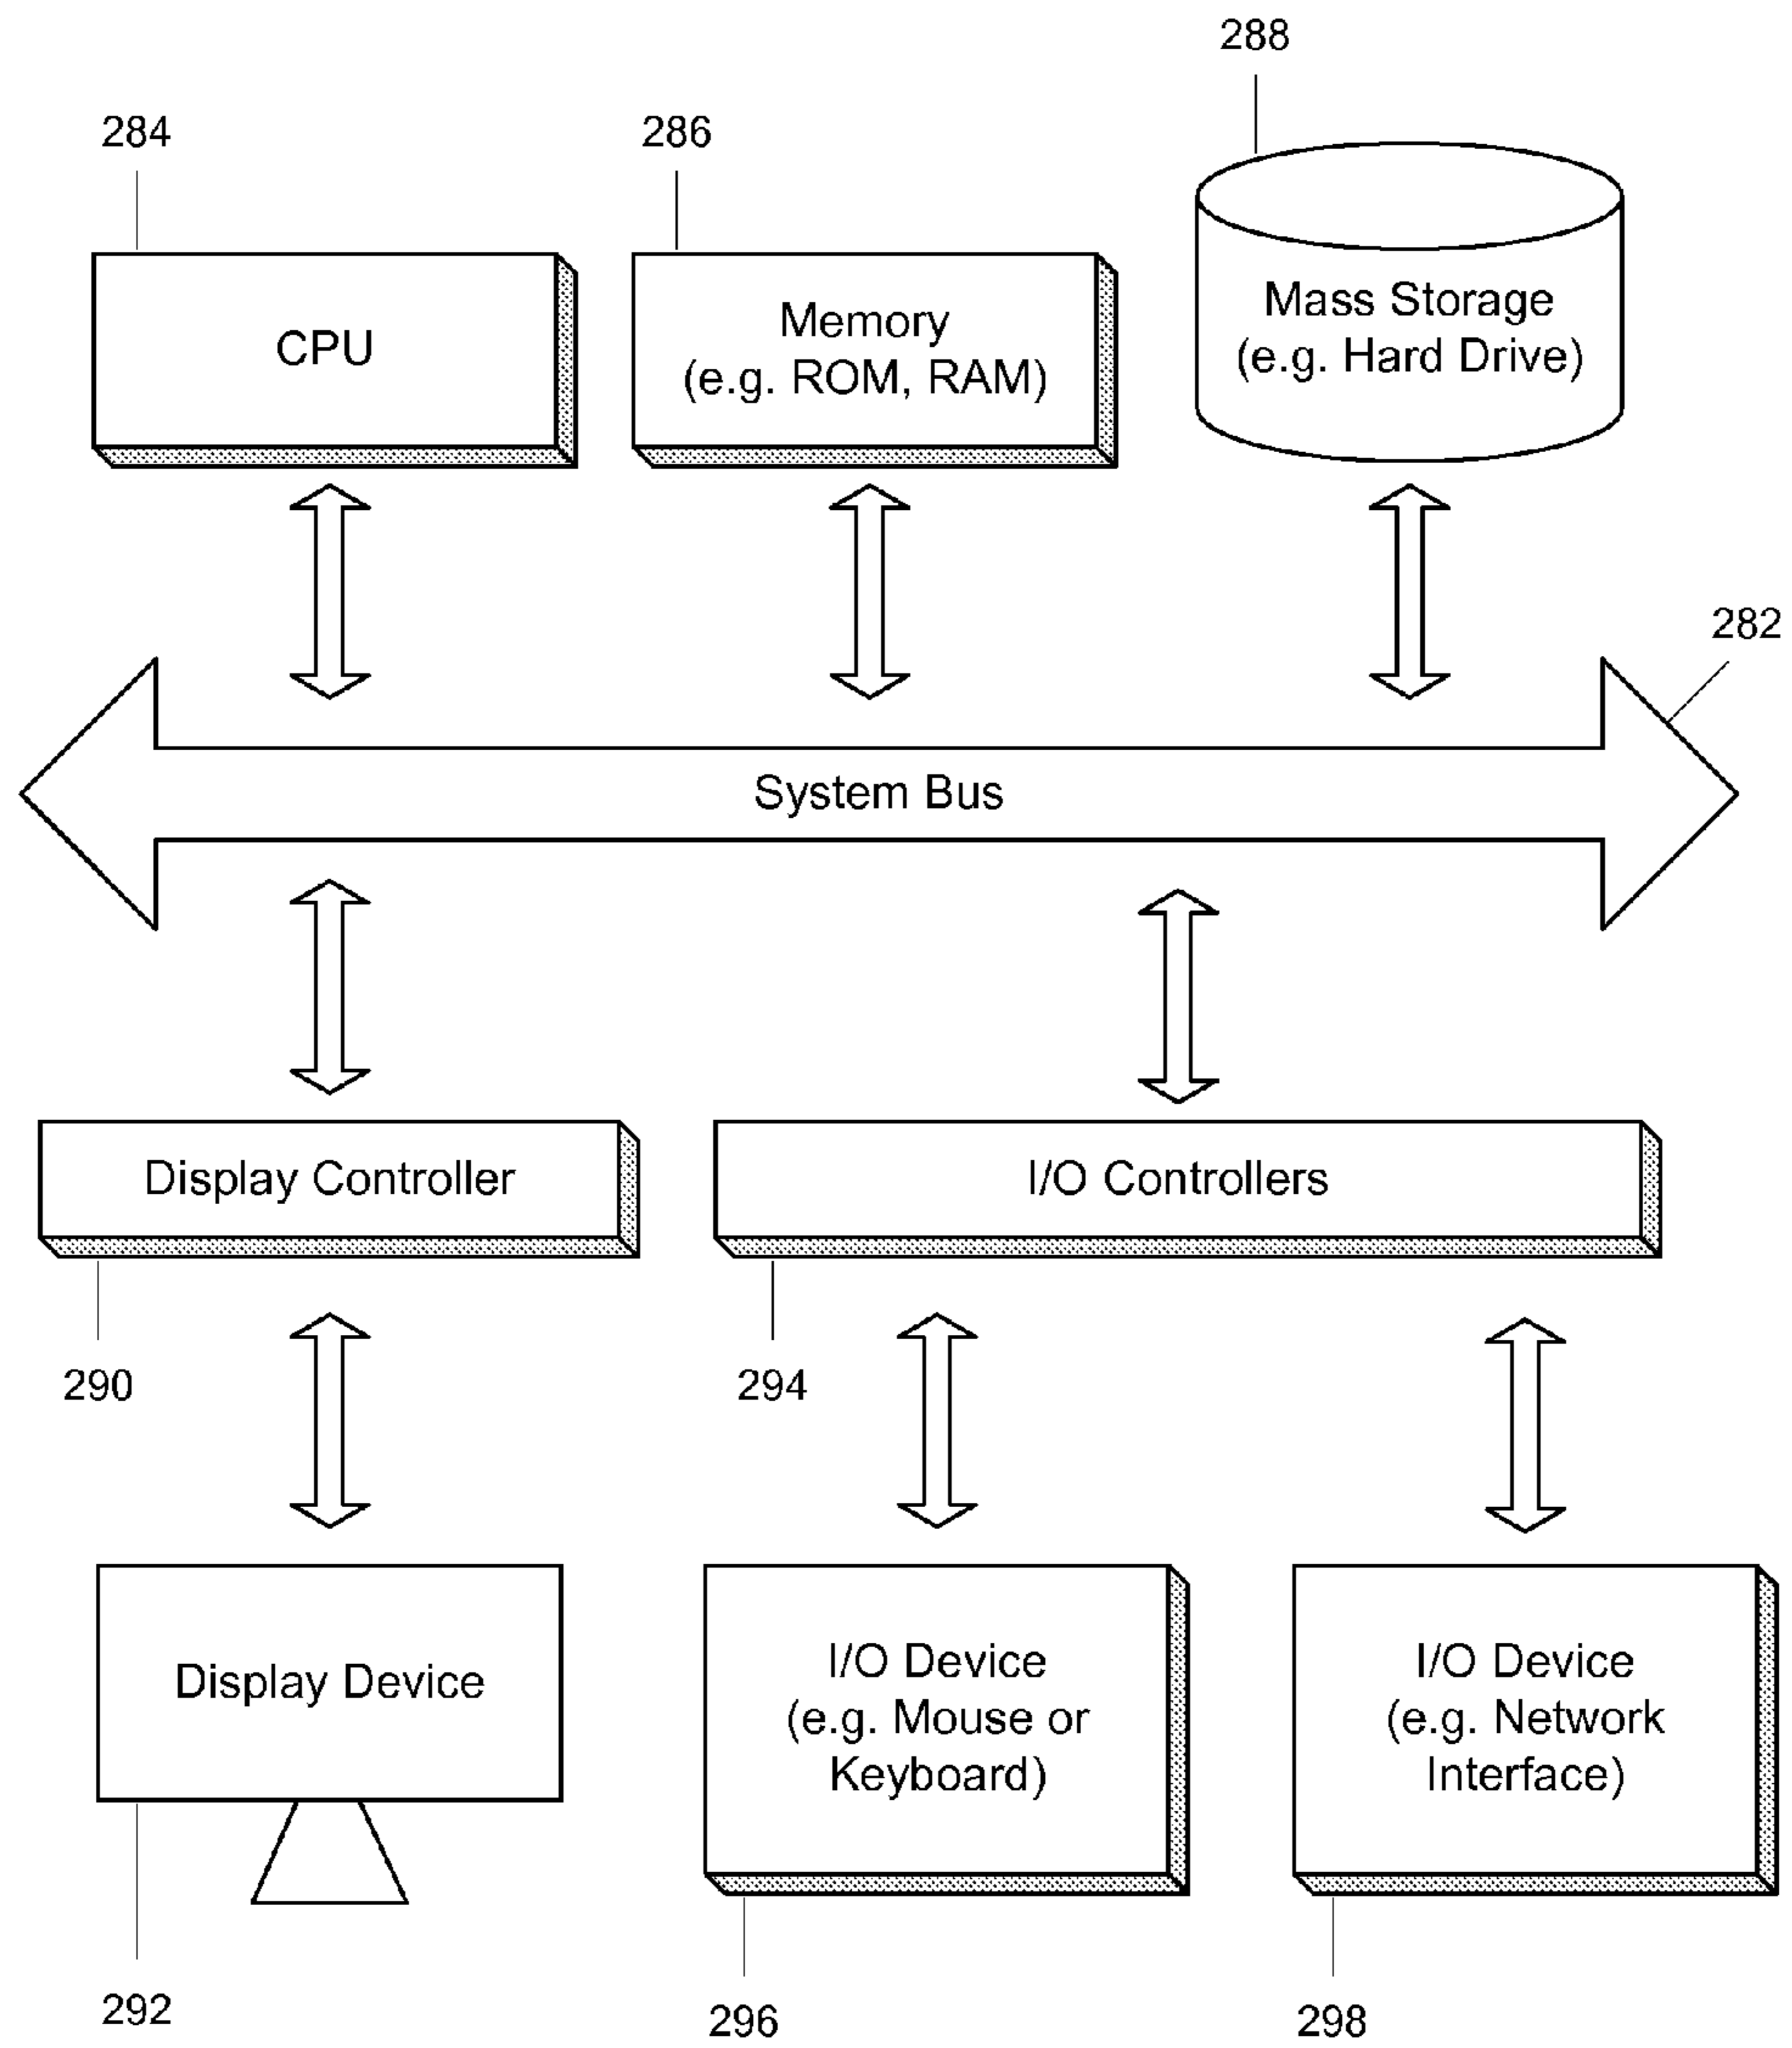 288
284
286
CPU
Memory
(e.g. ROM, RAM)
Mass Storage
(e.g. Hard Drive)
282
System Bus
Display Controller
I/O Controllers
290
294
Display Device
I/O Device
(e.g. Mouse or
Keyboard)
I/O Device
(e.g. Network
Interface)
292
296
298